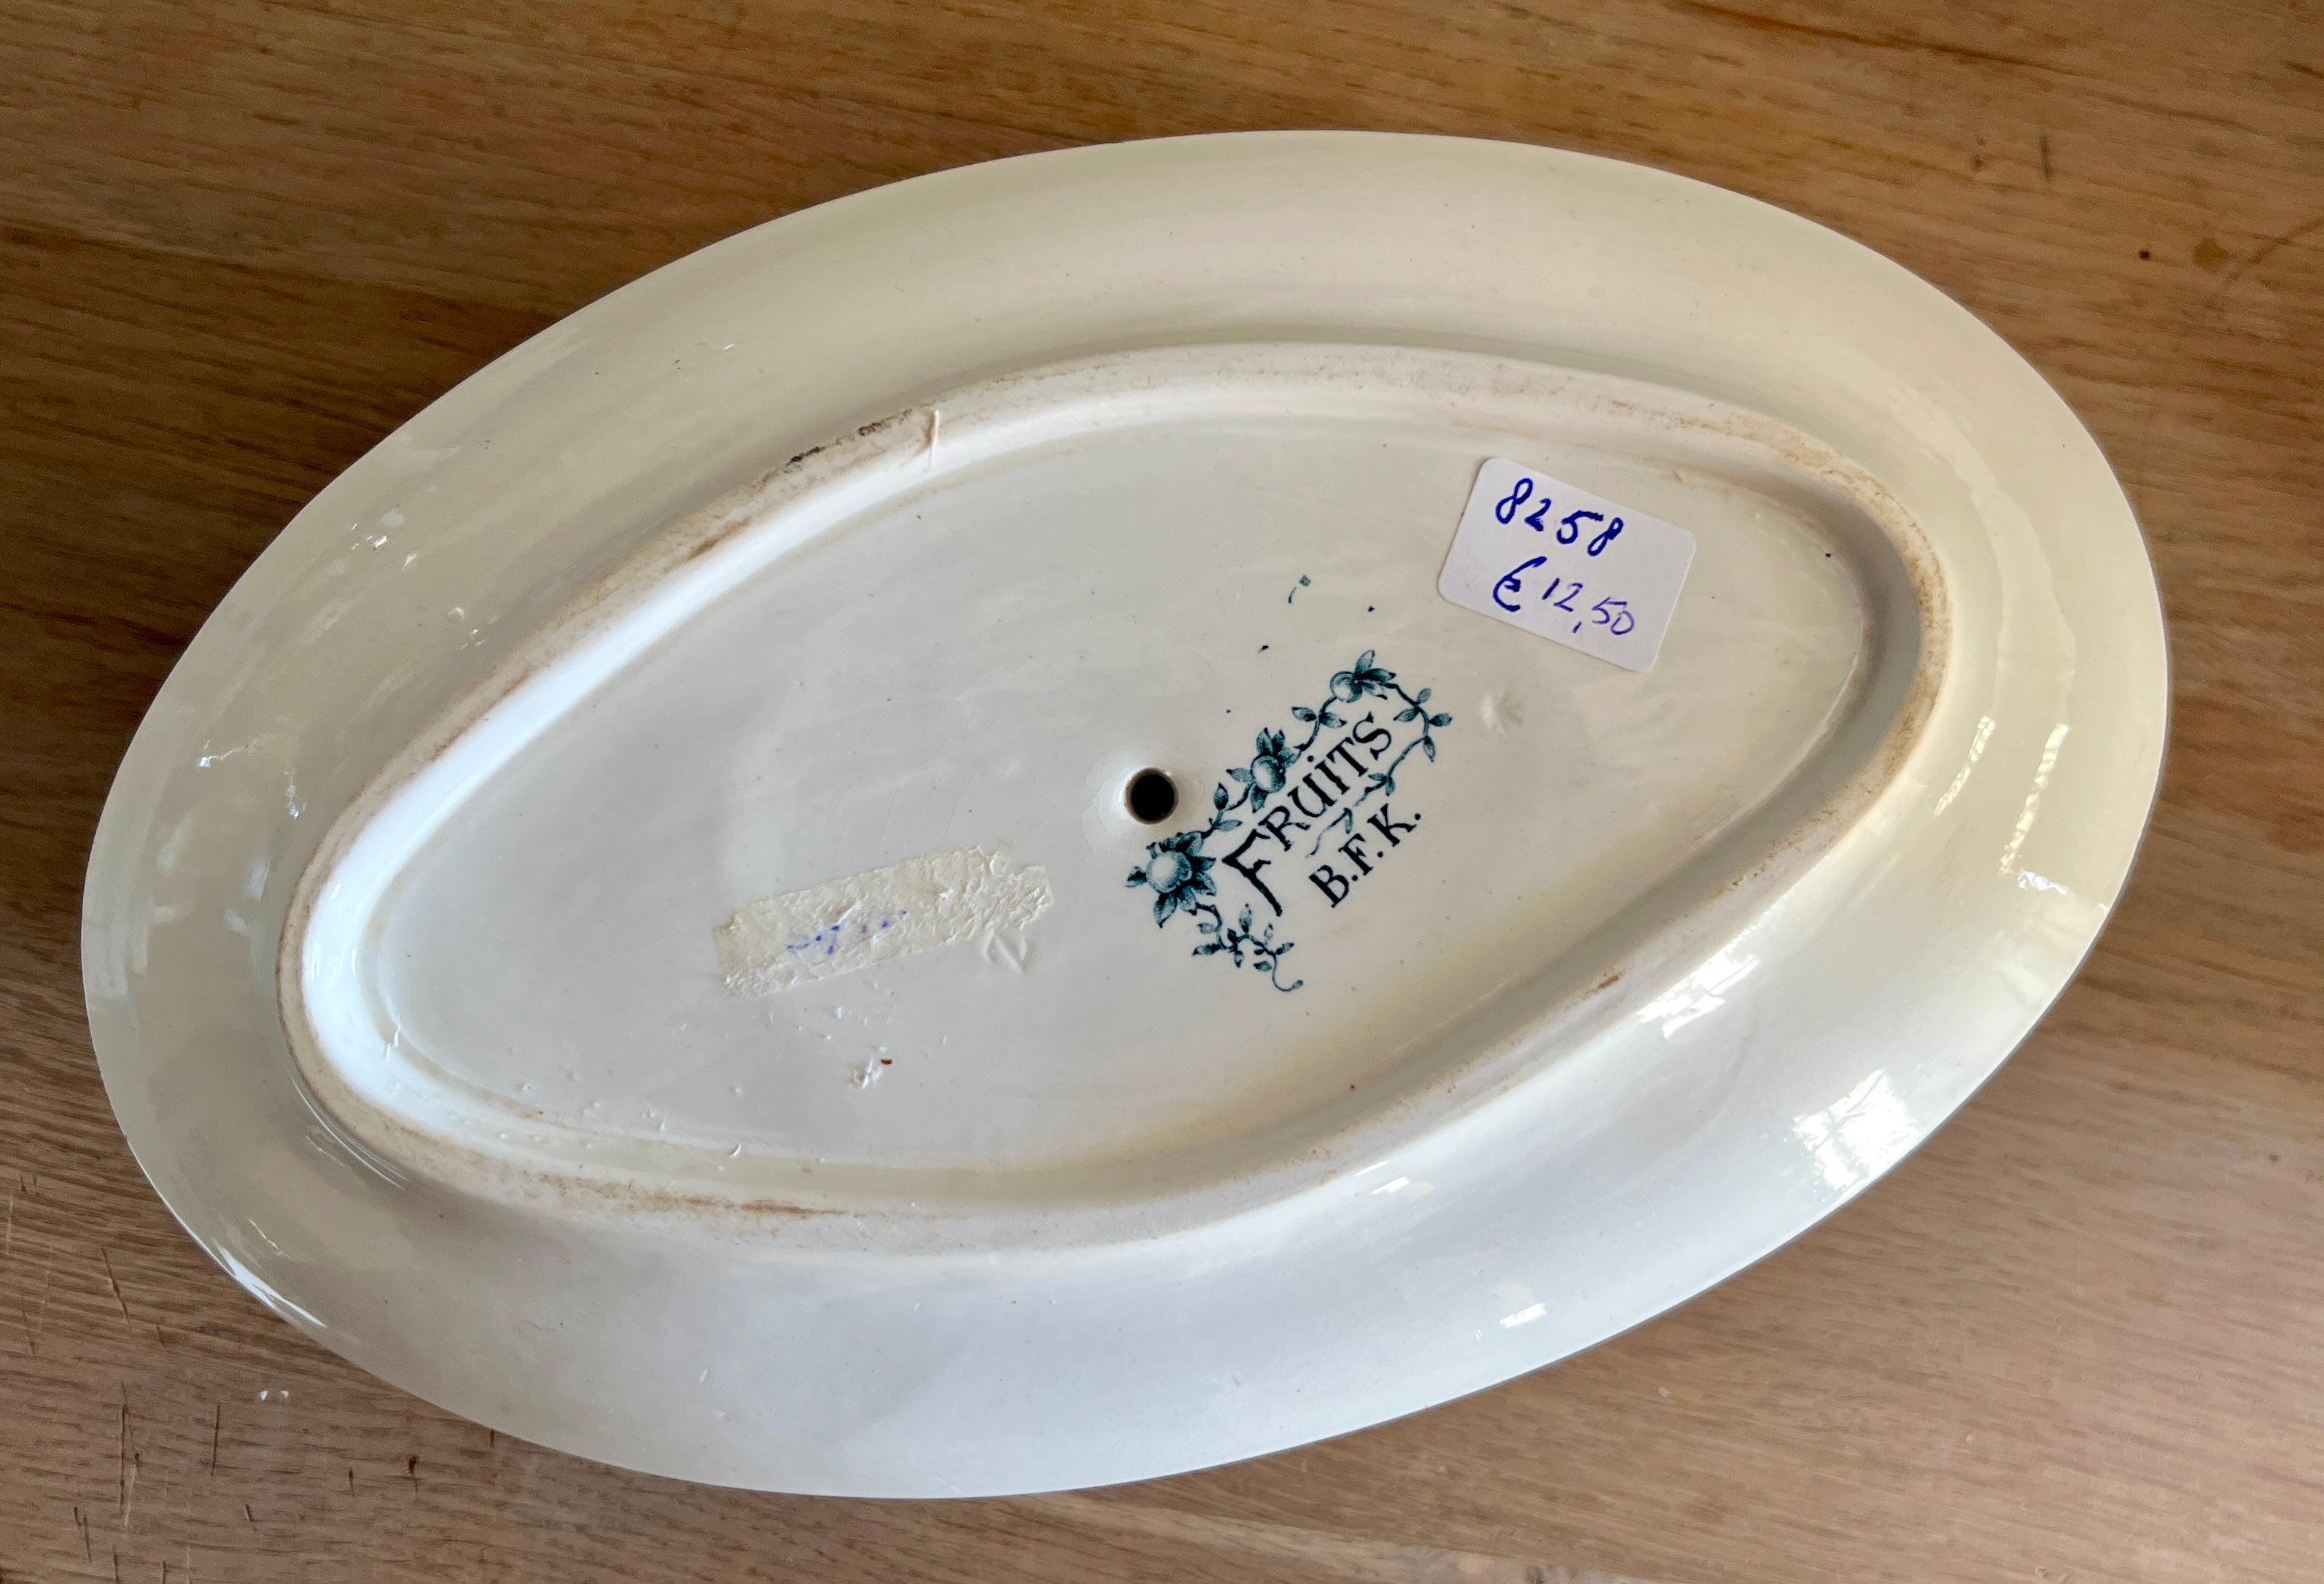 8258
€ 12,50
FRUiTS
B.F.K.